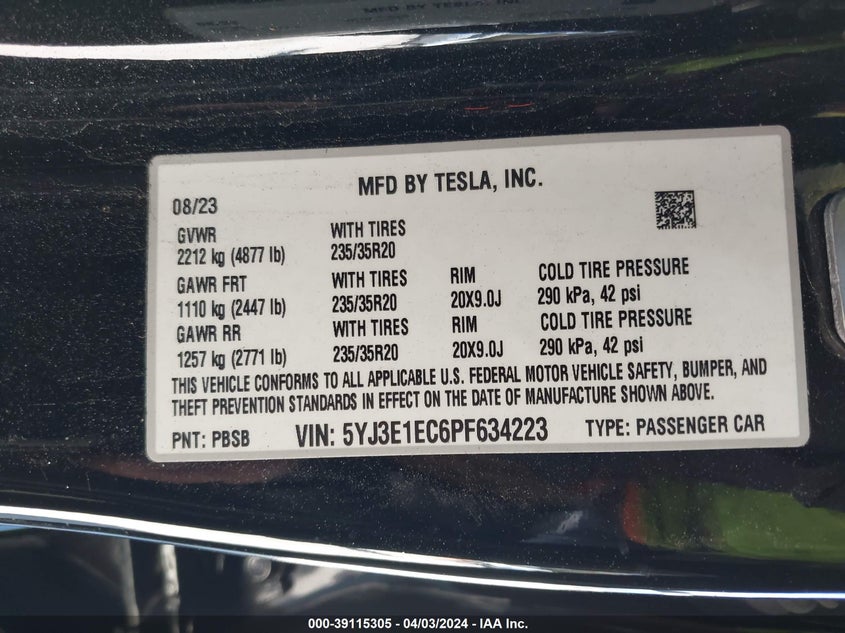 MFD BY TESLA, INC.
MFD BY TESLA, INC.
08/23
GVWR WITH TIRES
2212 kg (4877 lb) 235/35R20
GAWR FRT WITH TIRES RIM COLD TIRE PRESSURE
1110 kg (2447 lb) 235/35R20 20X9.0J 290 kPa, 42 psi
GAWR RR WITH TIRES RIM COLD TIRE PRESSURE
1257 kg (2771 lb) 235/35R20 20X9.0J 290 kPa, 42 psi
THIS VEHICLE CONFORMS TO ALL APPLICABLE U.S. FEDERAL MOTOR VEHICLE SAFETY, BUMPER, AND
THEFT PREVENTION STANDARDS IN EFFECT ON THE DATE OF MANUFACTURE SHOWN ABOVE.
PNT: PBSB VIN: 5YJ3E1EC6PF634223 TYPE: PASSENGER CAR
000-39115305 - 04/03/2024 - IAA Inc.